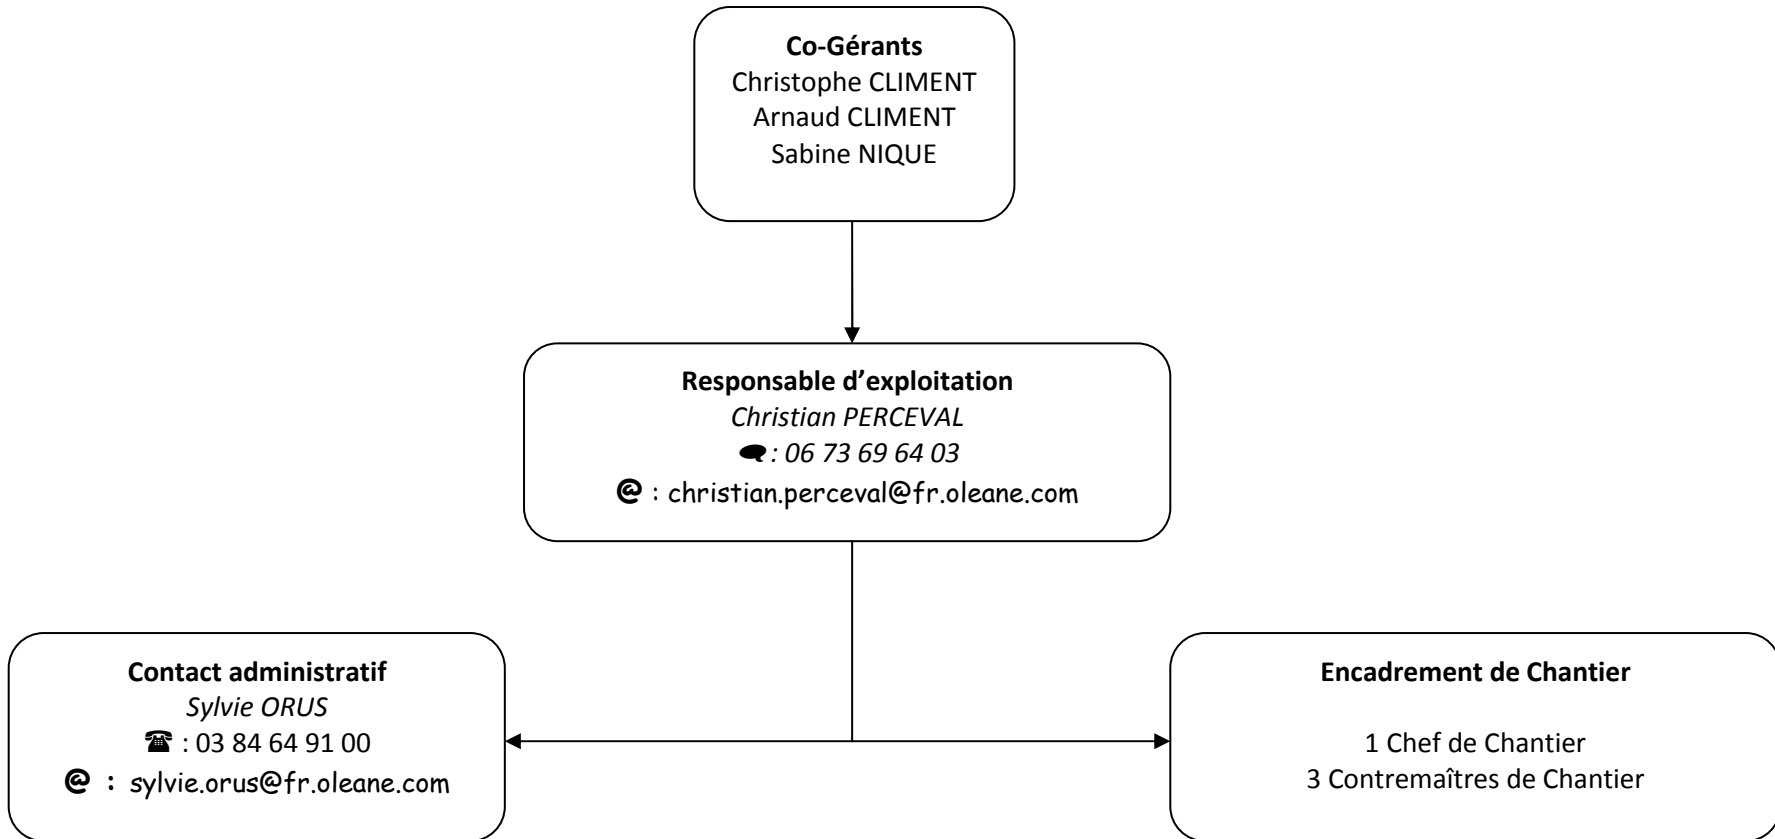 Co-Gérants
Christophe CLIMENT
Arnaud CLIMENT
Sabine NIQUE
Responsable d’exploitation
Christian PERCEVAL
: 06 73 69 64 03
@ : christian.perceval@fr.oleane.com
Contact administratif
Sylvie ORUS
☎ : 03 84 64 91 00
@ : sylvie.orus@fr.oleane.com
Encadrement de Chantier
1 Chef de Chantier
3 Contremaîtres de Chantier